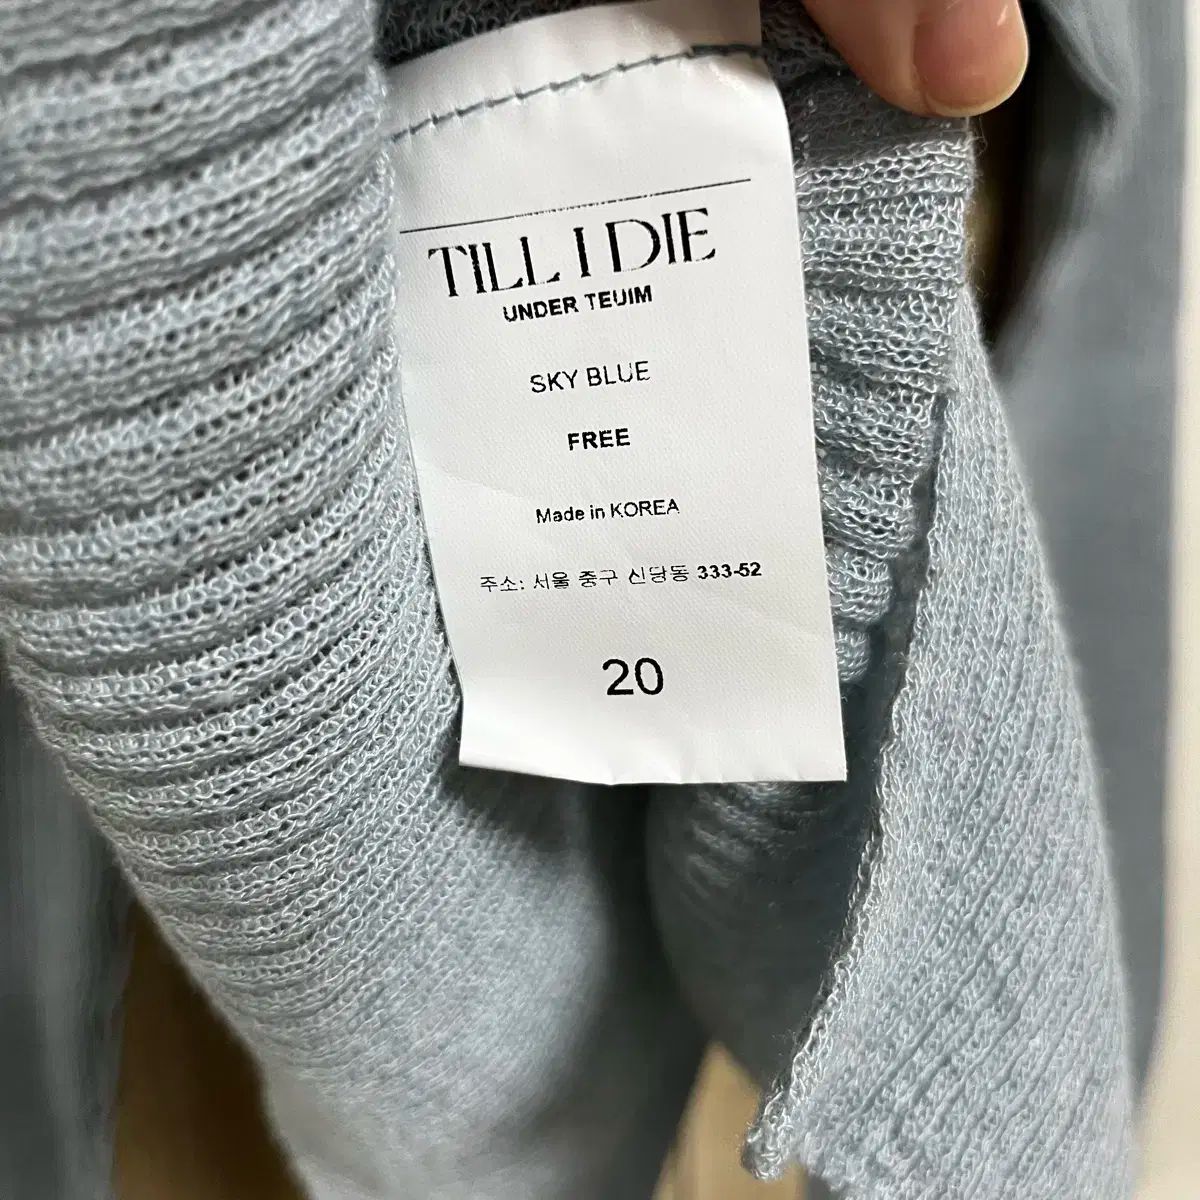 TILL I DIE
UNDER TEUIM
SKY BLUE
FREE
Made in KOREA
주소: 서울 중구 신당동 333-52
20